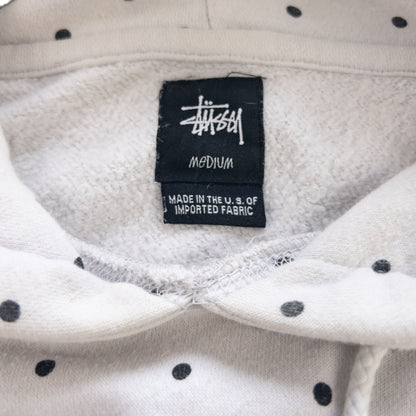 Stüssy
MEDIUM
MADE IN THE U.S. OF
IMPORTED FABRIC